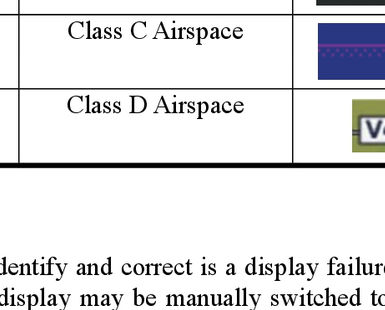 Class C Airspace
Class D Airspace
dentify and correct is a display failure
display may be manually switched to